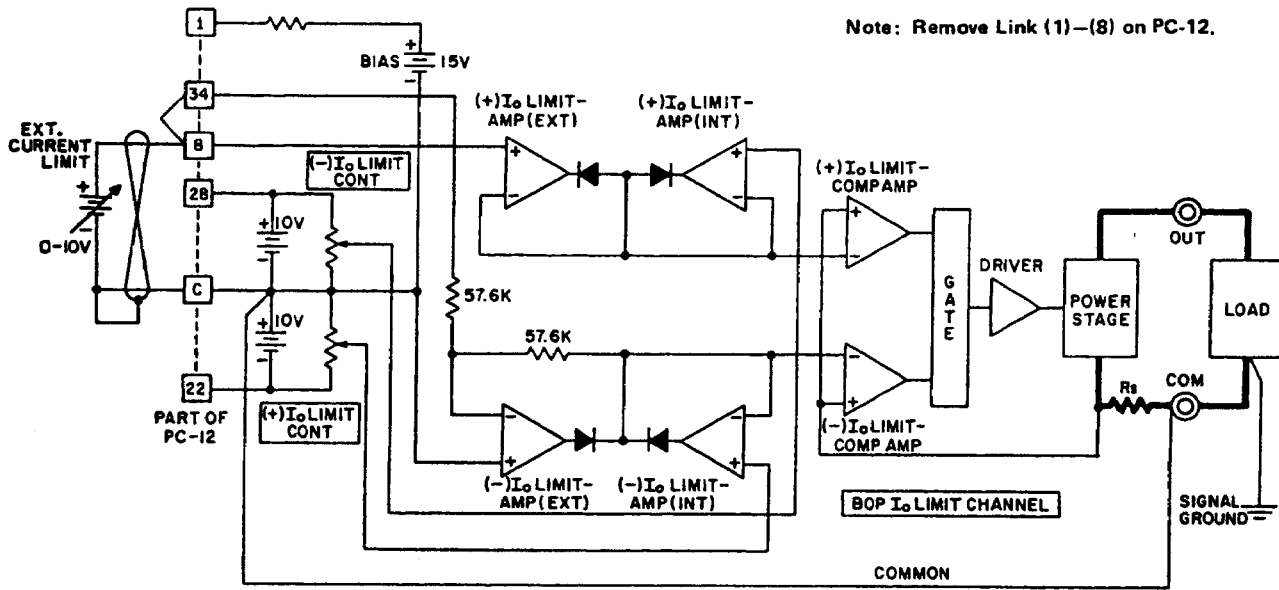 Note: Remove Link (1)—(8) on PC-12.
1
BIAS
+
-
15V
34
EXT.
CURRENT
LIMIT
8
(-)Io LIMIT
CONT
28
+
-
0-10V
+
10V
-
C
+
10V
-
22
PART OF
PC-12
(+)Io LIMIT
CONT
57.6K
57.6K
(+)Io LIMIT-
AMP(EXT)
(+)Io LIMIT-
AMP(INT)
+
-
+
-
(+)Io LIMIT-
COMP AMP
+
-
-
+
(-)Io LIMIT-
COMP AMP
-
+
-
+
(-)Io LIMIT-
AMP(EXT)
(-)Io LIMIT-
AMP(INT)
GATE
DRIVER
POWER
STAGE
OUT
LOAD
Rs
COM
BOP Io LIMIT CHANNEL
SIGNAL
GROUND
COMMON